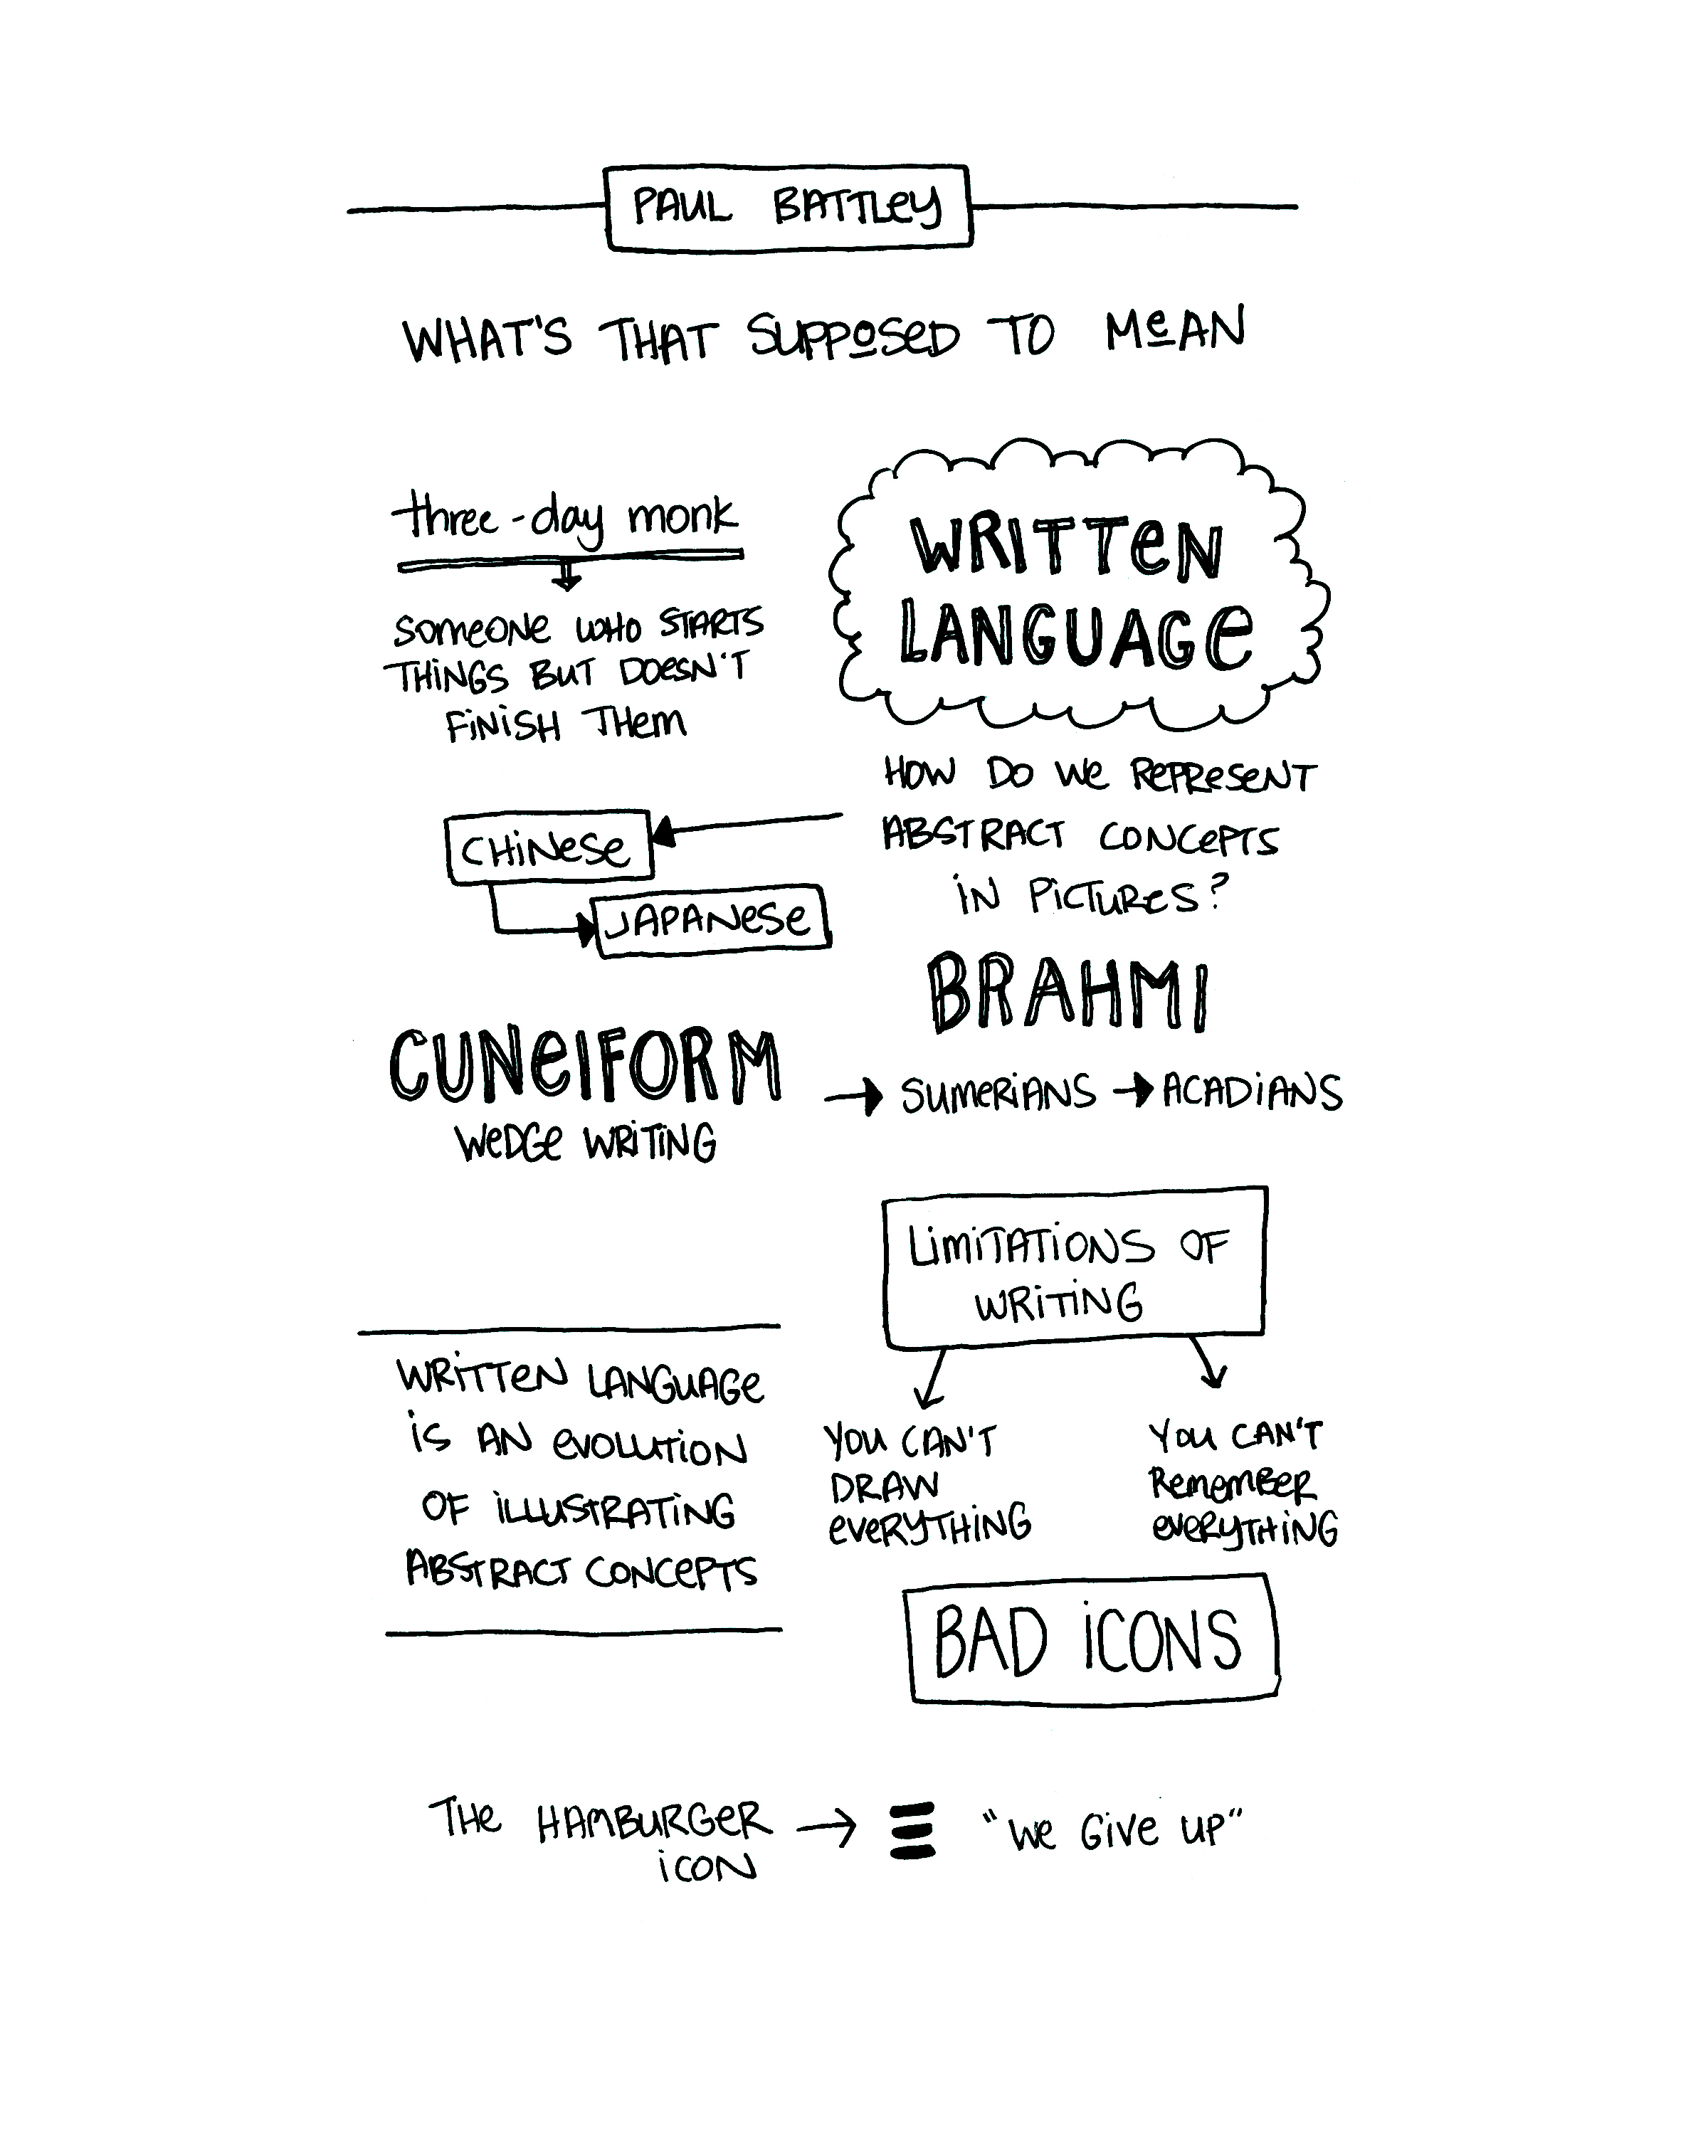 PAUL BATTLEY
WHAT'S THAT SUPPOSED TO MEAN
three-day monk
SOMEONE WHO STARTS
THINGS BUT DOESN'T
FINISH THEM
WRITTEN
LANGUAGE
HOW DO WE REPRESENT
ABSTRACT CONCEPTS
IN PICTURES?
CHINESE
JAPANESE
BRAHMI
CUNEIFORM
WEDGE WRITING
SUMERIANS → ACADIANS
LIMITATIONS OF
WRITING
YOU CAN'T
DRAW
EVERYTHING
YOU CAN'T
REMEMBER
EVERYTHING
WRITTEN LANGUAGE
IS AN EVOLUTION
OF ILLUSTRATING
ABSTRACT CONCEPTS
BAD ICONS
THE HAMBURGER
ICON
"WE GIVE UP"